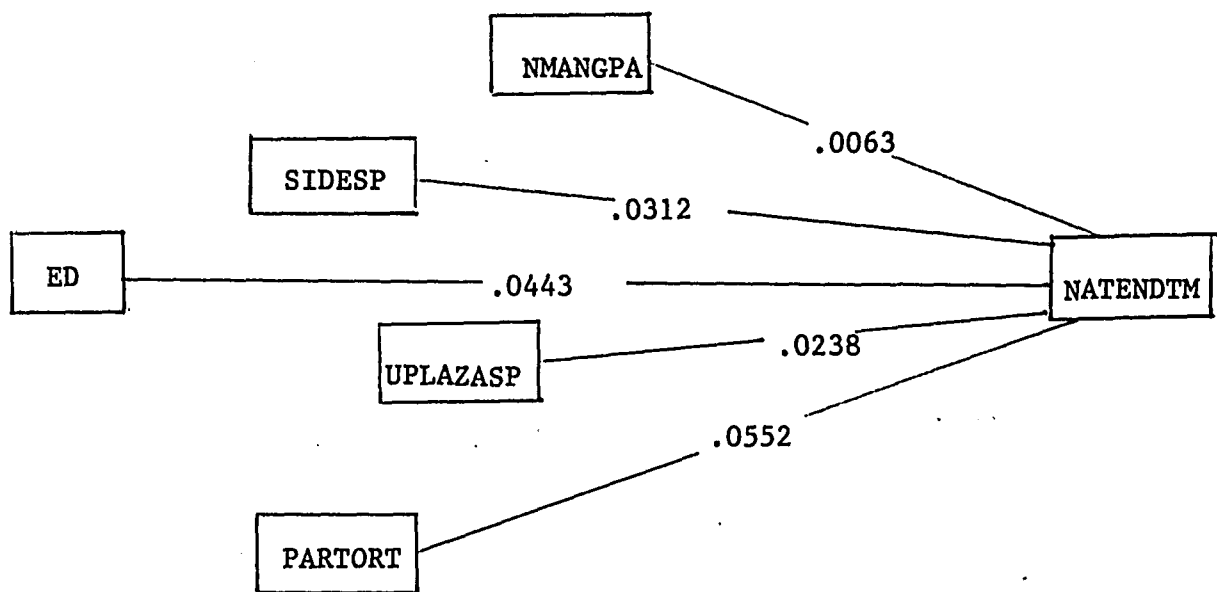 NMANGPA
.0063
SIDESP
.0312
ED
.0443
NATENDTM
UPLAZASP
.0238
.0552
PARTORT